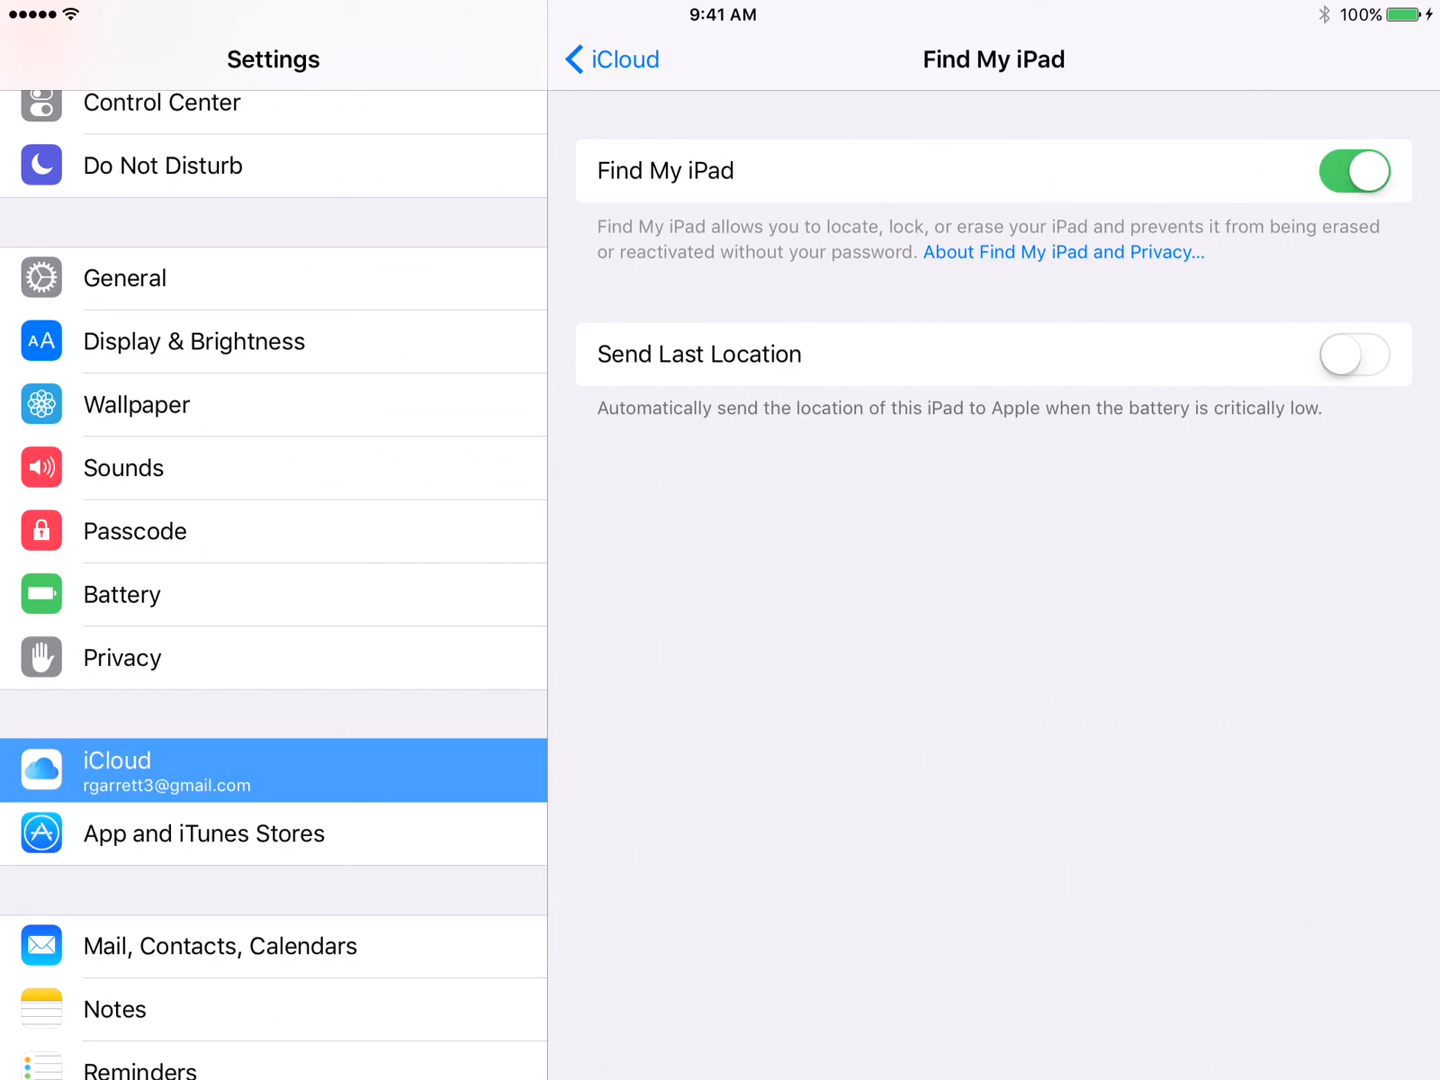 9:41 AM
100%
Settings
Control Center
Do Not Disturb
General
AA
Display & Brightness
Wallpaper
Sounds
Passcode
Battery
Privacy
iCloud
rgarrett3@gmail.com
App and iTunes Stores
Mail, Contacts, Calendars
Notes
Reminders
iCloud
Find My iPad
Find My iPad
Find My iPad allows you to locate, lock, or erase your iPad and prevents it from being erased
or reactivated without your password. About Find My iPad and Privacy...
Send Last Location
Automatically send the location of this iPad to Apple when the battery is critically low.